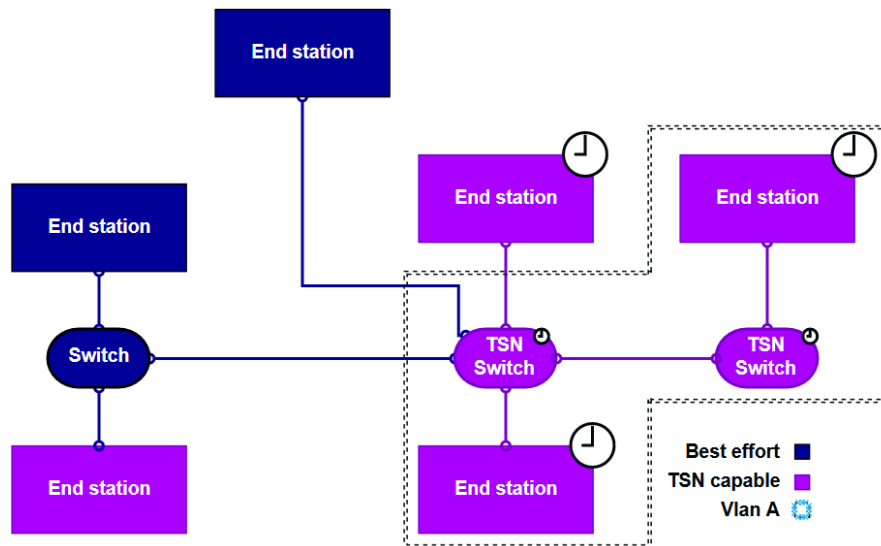 End station
End station
End station
End station
Switch
TSN
Switch
TSN
Switch
End station
End station
Best effort
TSN capable
Vlan A